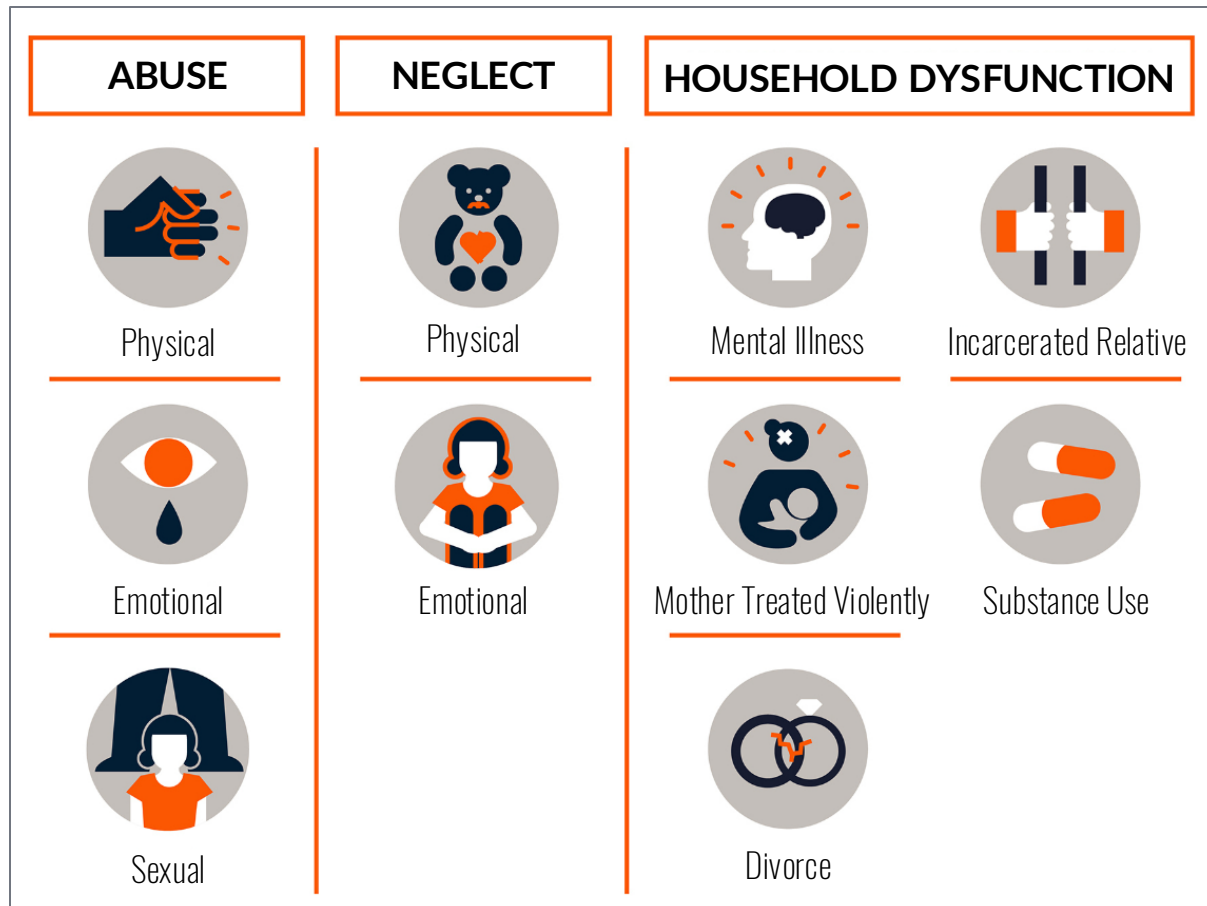 ABUSE
NEGLECT
HOUSEHOLD DYSFUNCTION
Physical
Physical
Mental Illness
Incarcerated Relative
Emotional
Emotional
Mother Treated Violently
Substance Use
Sexual
Divorce